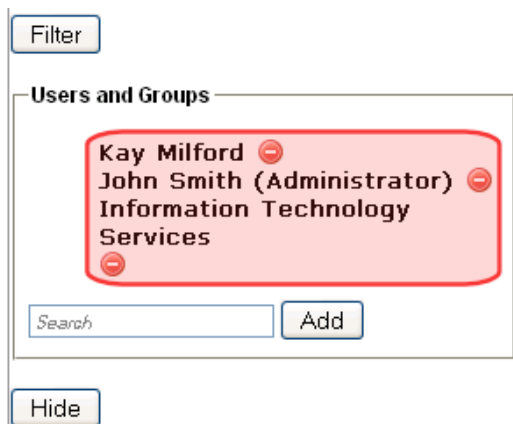 Filter
Users and Groups
Kay Milford
John Smith (Administrator)
Information Technology
Services
Search
Add
Hide